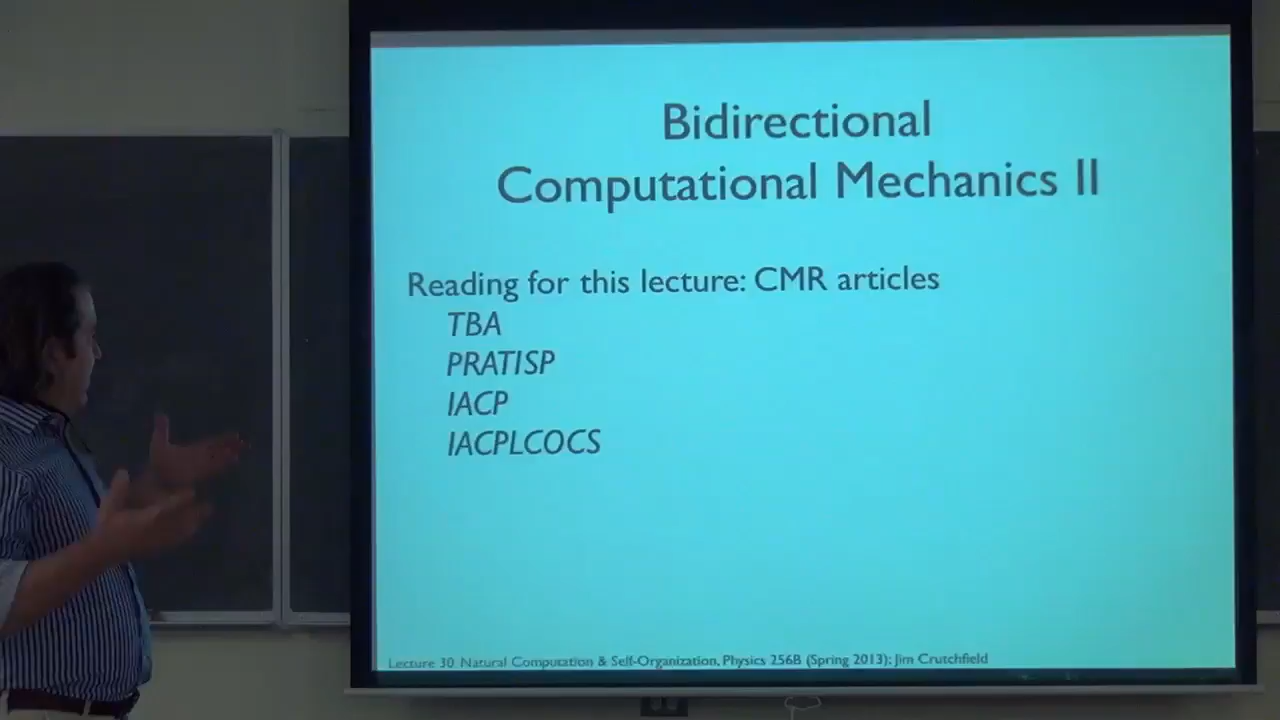 Bidirectional
Computational Mechanics II
Reading for this lecture: CMR articles
TBA
PRATISP
IACP
IACPLCOCS
Lecture 30 Natural Computation & Self-Organization, Physics 256B (Spring 2013); Jim Crutchfield